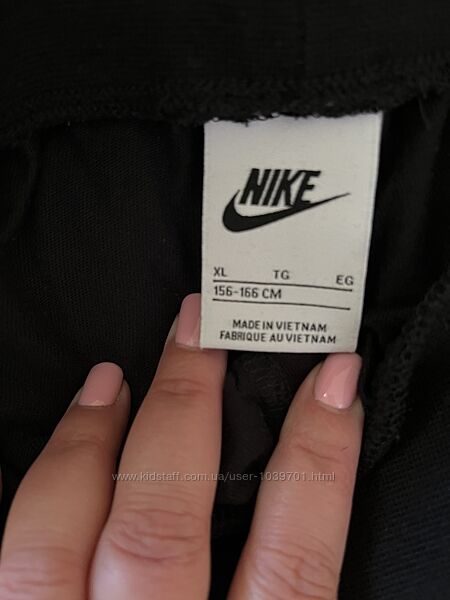 NIKE
XL TG EG
156-166 CM
MADE IN VIETNAM
FABRIQUE AU VIETNAM
www.kidstaff.com.ua/user-1039701.html